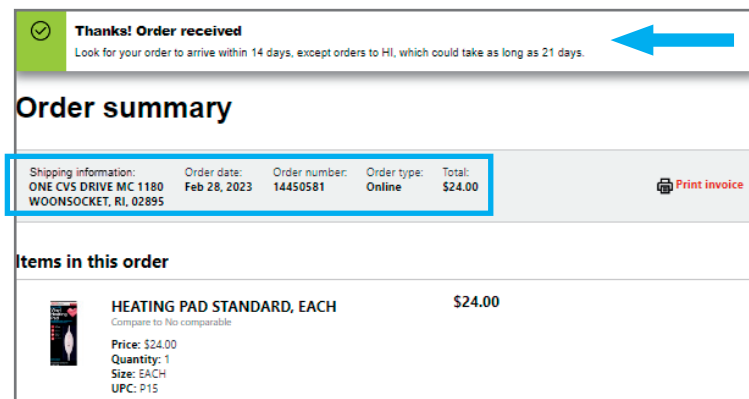 Thanks! Order received
Look for your order to arrive within 14 days, except orders to HI, which could take as long as 21 days.
Order summary
Shipping information: Order date: Order number: Order type: Total:
ONE CVS DRIVE MC 1180 Feb 28, 2023 14450581 Online $24.00
WOONSOCKET, RI, 02895
Print invoice
Items in this order
HEATING PAD STANDARD, EACH $24.00
Compare to No comparable
Price: $24.00
Quantity: 1
Size: EACH
UPC: P15